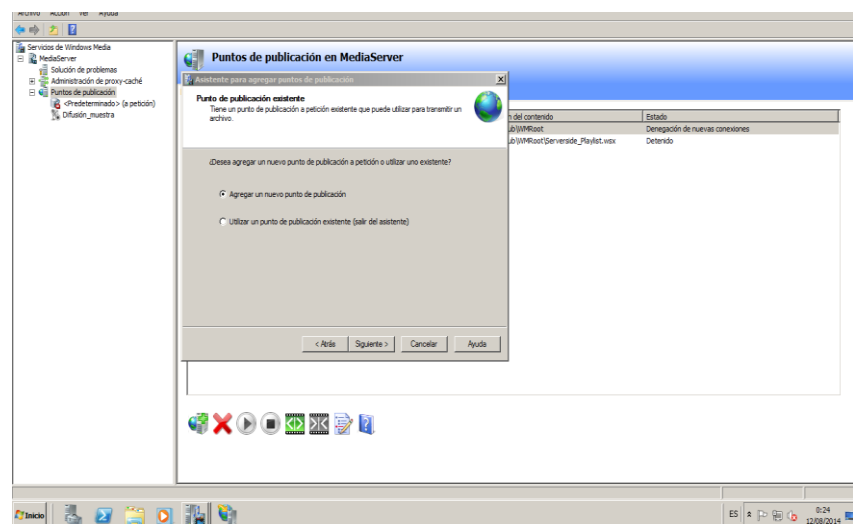 Archivo Acción Ver Ayuda
Servicios de Windows Media
MediaServer
Solución de problemas
Administración de proxy-caché
Puntos de publicación
<Predeterminado> (a petición)
Difusión_muestra
Puntos de publicación en MediaServer
Asistente para agregar puntos de publicación
Punto de publicación existente
Tiene un punto de publicación a petición existente que puede utilizar para transmitir un
archivo.
¿Desea agregar un nuevo punto de publicación a petición o utilizar uno existente?
Agregar un nuevo punto de publicación
Utilizar un punto de publicación existente (salir del asistente)
< Atrás Siguiente > Cancelar Ayuda
n del contenido Estado
ub\WMRoot Denegación de nuevas conexiones
ub\WMRoot\Serverside_Playlist.wsx Detenido
Inicio ES 0:24
12/08/2014